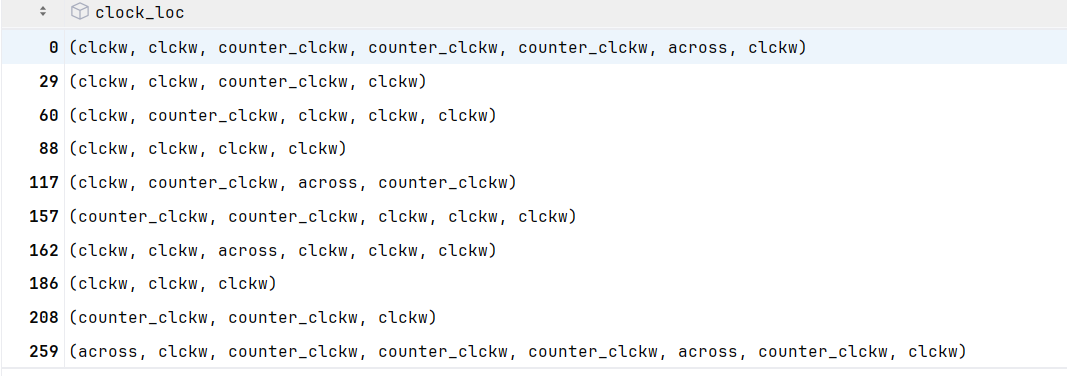 clock_loc
0 (clckw, clckw, counter_clckw, counter_clckw, counter_clckw, across, clckw)
29 (clckw, clckw, counter_clckw, clckw)
60 (clckw, counter_clckw, clckw, clckw, clckw)
88 (clckw, clckw, clckw, clckw)
117 (clckw, counter_clckw, across, counter_clckw)
157 (counter_clckw, counter_clckw, clckw, clckw, clckw)
162 (clckw, clckw, across, clckw, clckw, clckw)
186 (clckw, clckw, clckw)
208 (counter_clckw, counter_clckw, clckw)
259 (across, clckw, counter_clckw, counter_clckw, counter_clckw, across, counter_clckw, clckw)